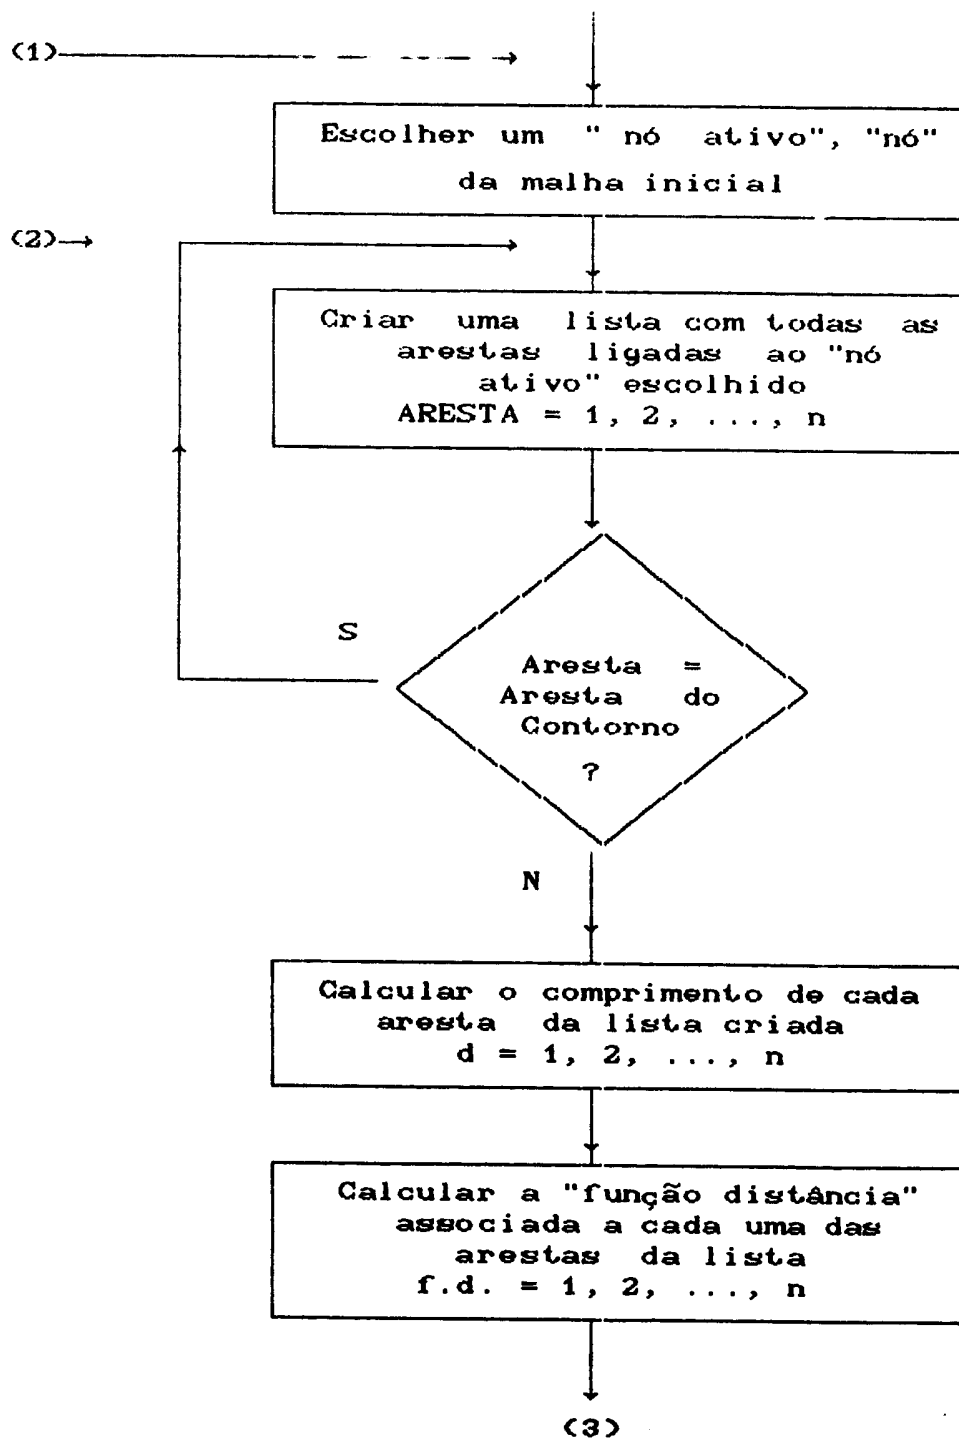 (1)
Escolher um " nó ativo", "nó"
da malha inicial
(2)
Criar uma lista com todas as
arestas ligadas ao "nó
ativo" escolhido
ARESTA = 1, 2, ..., n
S
Aresta =
Aresta do
Contorno
?
N
Calcular o comprimento de cada
aresta da lista criada
d = 1, 2, ..., n
Calcular a "função distância"
associada a cada uma das
arestas da lista
f.d. = 1, 2, ..., n
(3)